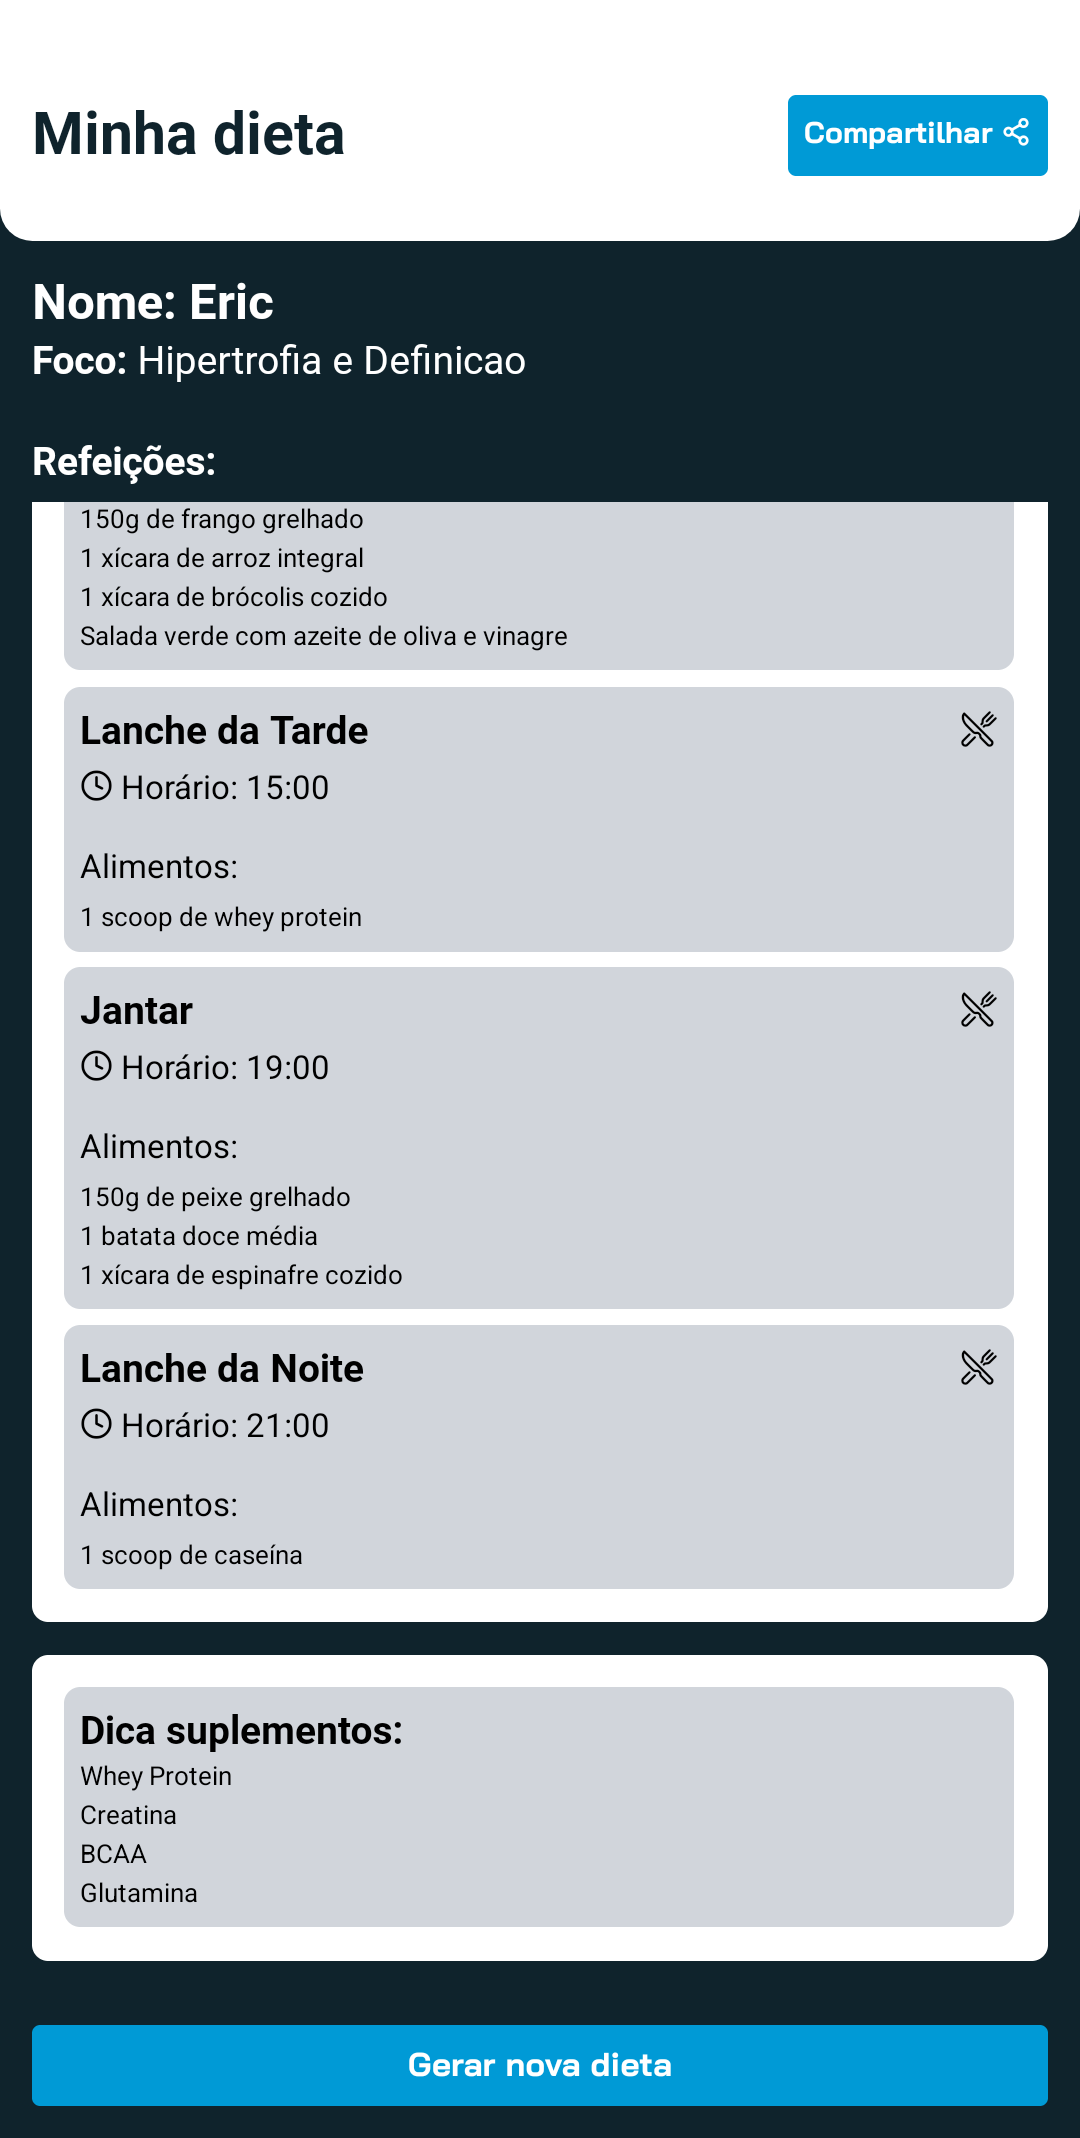 Minha dieta
Compartilhar
Nome: Eric
Foco: Hipertrofia e Definicao
Refeições:
150g de frango grelhado
1 xícara de arroz integral
1 xícara de brócolis cozido
Salada verde com azeite de oliva e vinagre
Lanche da Tarde
Horário: 15:00
Alimentos:
1 scoop de whey protein
Jantar
Horário: 19:00
Alimentos:
150g de peixe grelhado
1 batata doce média
1 xícara de espinafre cozido
Lanche da Noite
Horário: 21:00
Alimentos:
1 scoop de caseína
Dica suplementos:
Whey Protein
Creatina
BCAA
Glutamina
Gerar nova dieta